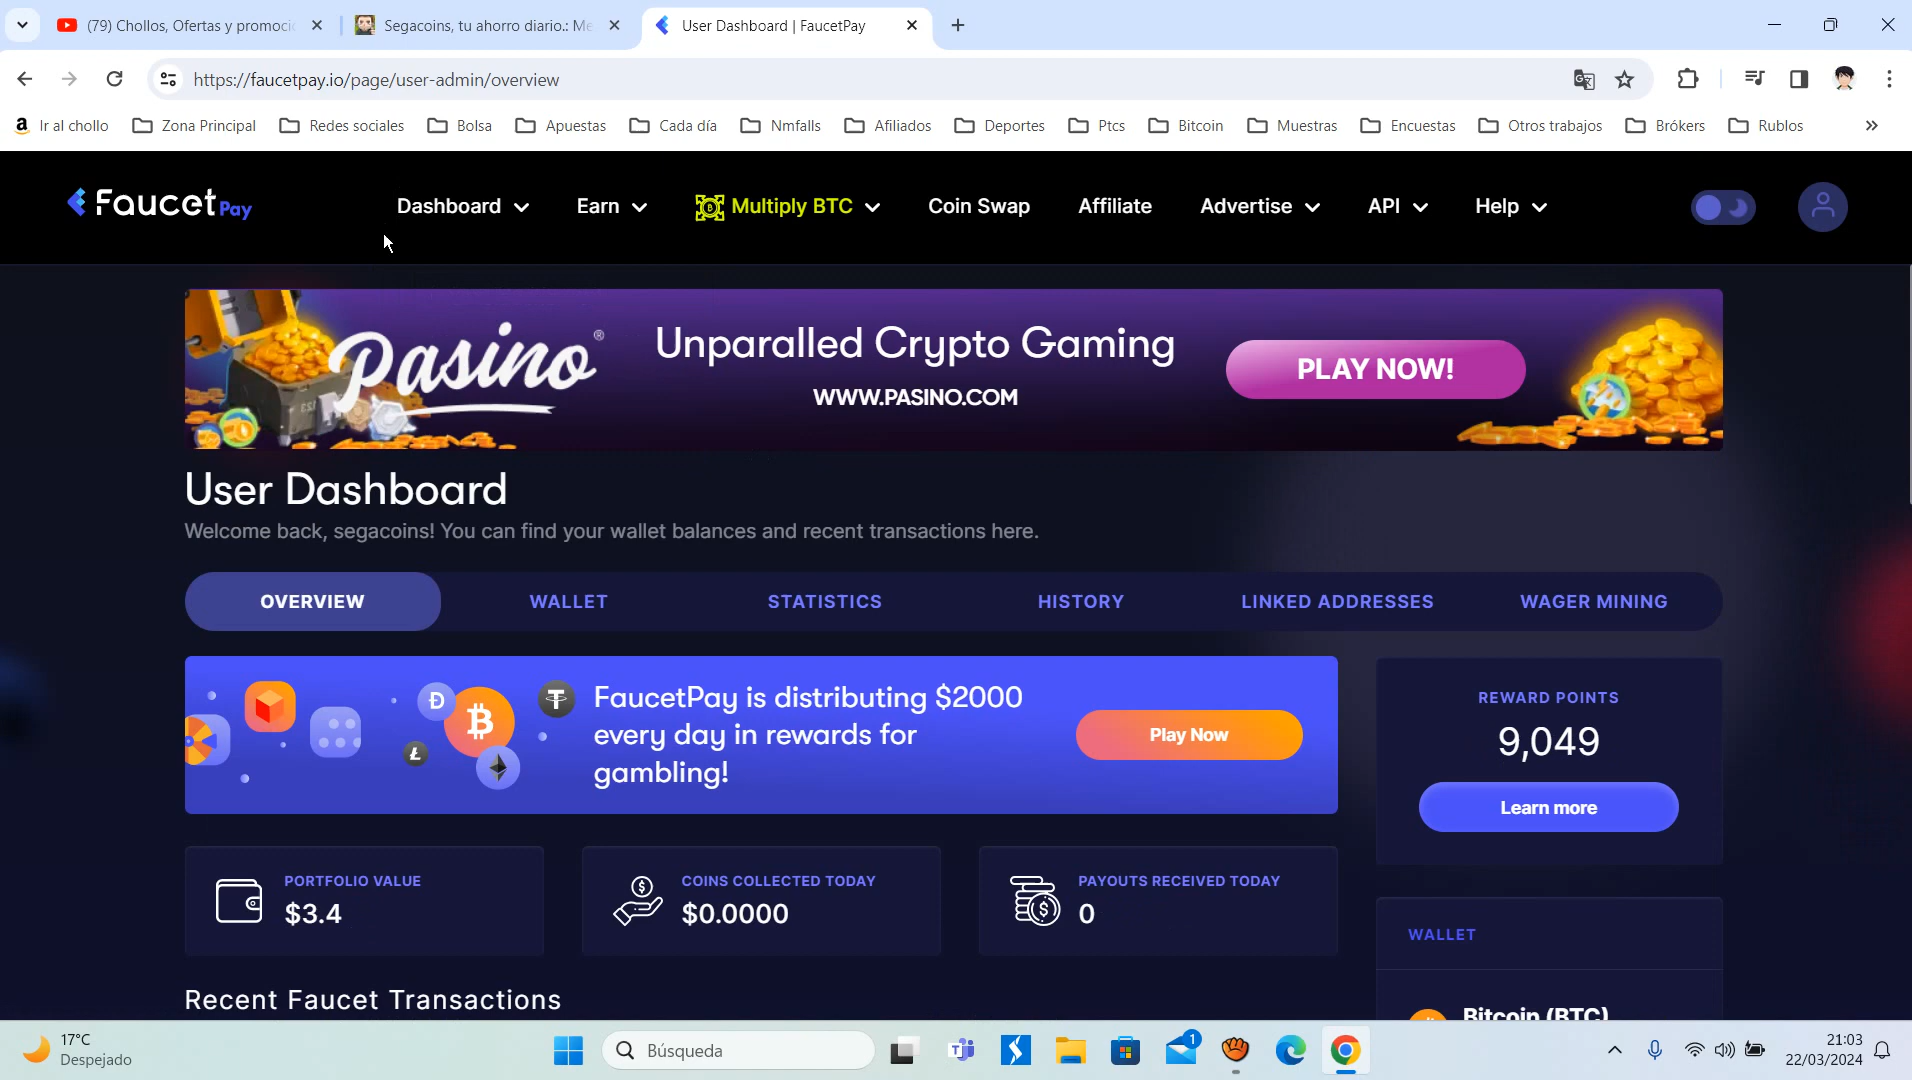 (79) Chollos, Ofertas y promoci
Segacoins, tu ahorro diario.: Me
User Dashboard | FaucetPay
https://faucetpay.io/page/user-admin/overview
Ir al chollo
Zona Principal
Redes sociales
Bolsa
Apuestas
Cada día
Nmfalls
Afiliados
Deportes
Ptcs
Bitcoin
Muestras
Encuestas
Otros trabajos
Brókers
Rublos
FaucetPay
Dashboard
Earn
Multiply BTC
Coin Swap
Affiliate
Advertise
API
Help
Pasino®
Unparalled Crypto Gaming
WWW.PASINO.COM
PLAY NOW!
User Dashboard
Welcome back, segacoins! You can find your wallet balances and recent transactions here.
OVERVIEW
WALLET
STATISTICS
HISTORY
LINKED ADDRESSES
WAGER MINING
FaucetPay is distributing $2000
every day in rewards for
gambling!
Play Now
REWARD POINTS
9,049
Learn more
PORTFOLIO VALUE
$3.4
COINS COLLECTED TODAY
$0.0000
PAYOUTS RECEIVED TODAY
0
WALLET
Bitcoin (BTC)
Recent Faucet Transactions
17°C
Despejado
Búsqueda
1
21:03
22/03/2024